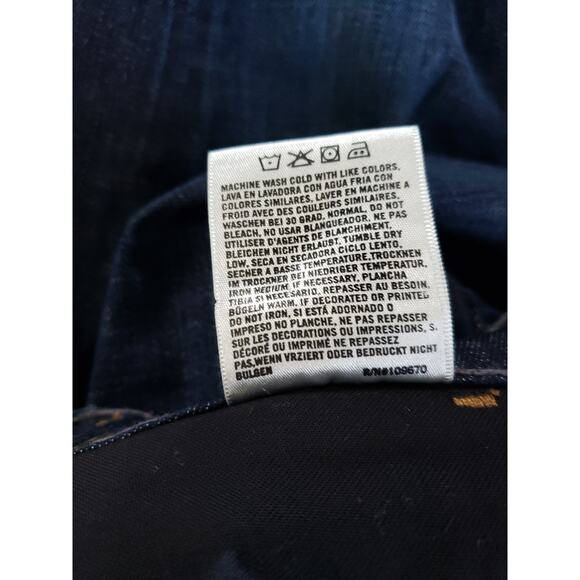 MACHINE WASH COLD WITH LIKE COLORS,
LAVA EN LAVADORA CON AGUA FRIA CON
COLORES SIMILARES, LAVER EN MACHINE A
FROID AVEC DES COULEURS SIMILAIRES,
WASCHEN BEI 30 GRAD, NORMAL, DO NOT
BLEACH, NO USAR BLANQUEADOR, NE PAS
UTILISER D'AGENTS DE BLANCHIMENT,
BLEICHEN NICHT ERLAUBT, TUMBLE DRY
LOW, SECA EN SECADORA CICLO LENTO,
SECHER A BASSE TEMPERATURE,TROCKEN
IM TROCKNER BEI NIEDRIGER TEMPERATUR,
IRON MEDIUM IF NECESSARY, PLANCHA
TIBIA SI NECESARIO, REPASSER AU BESOIN,
BÜGELN WARM, IF DECORATED OR PRINTED
DO NOT IRON, SI ESTÁ ADORNADO O
IMPRESO NO PLANCHE, NE PAS REPASSER
SUR LES DECORATIONS OU IMPRESSIONS, S.
DÉCORÉ OU IMPRIMÉ NE REPASSEZ
PAS,WENN VRZIERT ODER BEDRUCKT NICHT
BULGEN R/N#109670